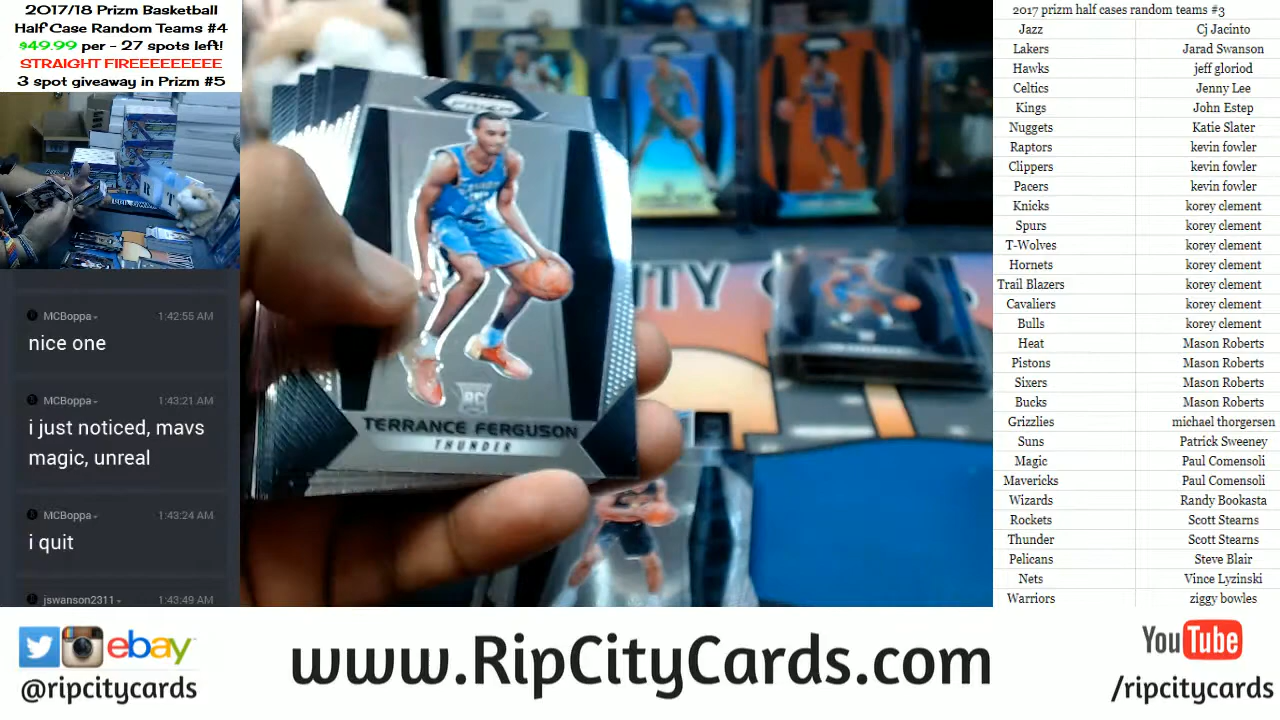 2017/18 Prizm Basketball
Half Case Random Teams #4
$49.99 per - 27 spots left!
STRAIGHT FIREEEEEEEEE
3 spot giveaway in Prizm #5
MCBoppa 1:42:55 AM
nice one
MCBoppa 1:43:21 AM
i just noticed, mavs
magic, unreal
MCBoppa 1:43:24 AM
i quit
jswanson2311 1:43:49 AM
PRIZM
RC
TERRANCE FERGUSON
THUNDER
ITY
2017 prizm half cases random teams #3
Jazz Cj Jacinto
Lakers Jarad Swanson
Hawks jeff gloriod
Celtics Jenny Lee
Kings John Estep
Nuggets Katie Slater
Raptors kevin fowler
Clippers kevin fowler
Pacers kevin fowler
Knicks korey clement
Spurs korey clement
T-Wolves korey clement
Hornets korey clement
Trail Blazers korey clement
Cavaliers korey clement
Bulls korey clement
Heat Mason Roberts
Pistons Mason Roberts
Sixers Mason Roberts
Bucks Mason Roberts
Grizzlies michael thorgersen
Suns Patrick Sweeney
Magic Paul Comensoli
Mavericks Paul Comensoli
Wizards Randy Bookasta
Rockets Scott Stearns
Thunder Scott Stearns
Pelicans Steve Blair
Nets Vince Lyzinski
Warriors ziggy bowles
ebay
@ripcitycards
www.RipCityCards.com
YouTube
/ripcitycards